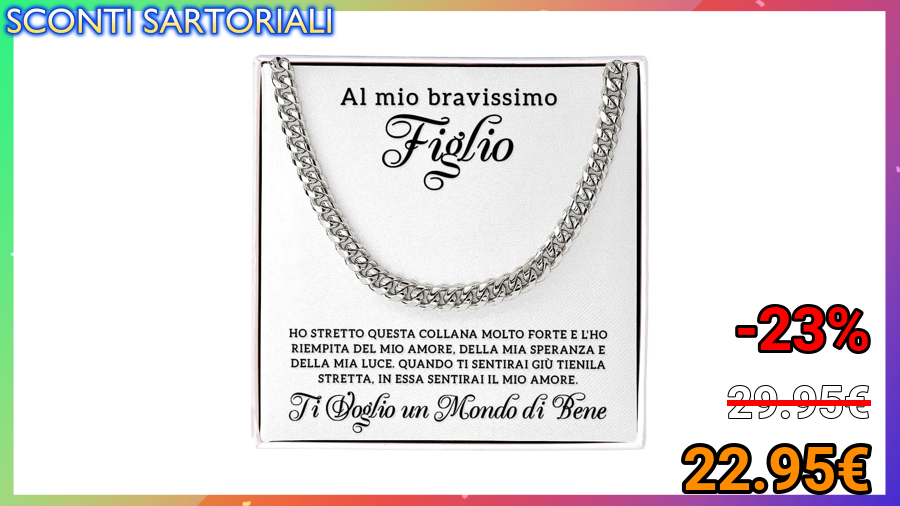 SCONTI SARTORIALI
Al mio bravissimo
Figlio
HO STRETTO QUESTA COLLANA MOLTO FORTE E L'HO
RIEMPITA DEL MIO AMORE, DELLA MIA SPERANZA E
DELLA MIA LUCE. QUANDO TI SENTIRAI GIÙ TIENILA
STRETTA, IN ESSA SENTIRAI IL MIO AMORE.
Ti Voglio un Mondo di Bene
-23%
29.95€
22.95€